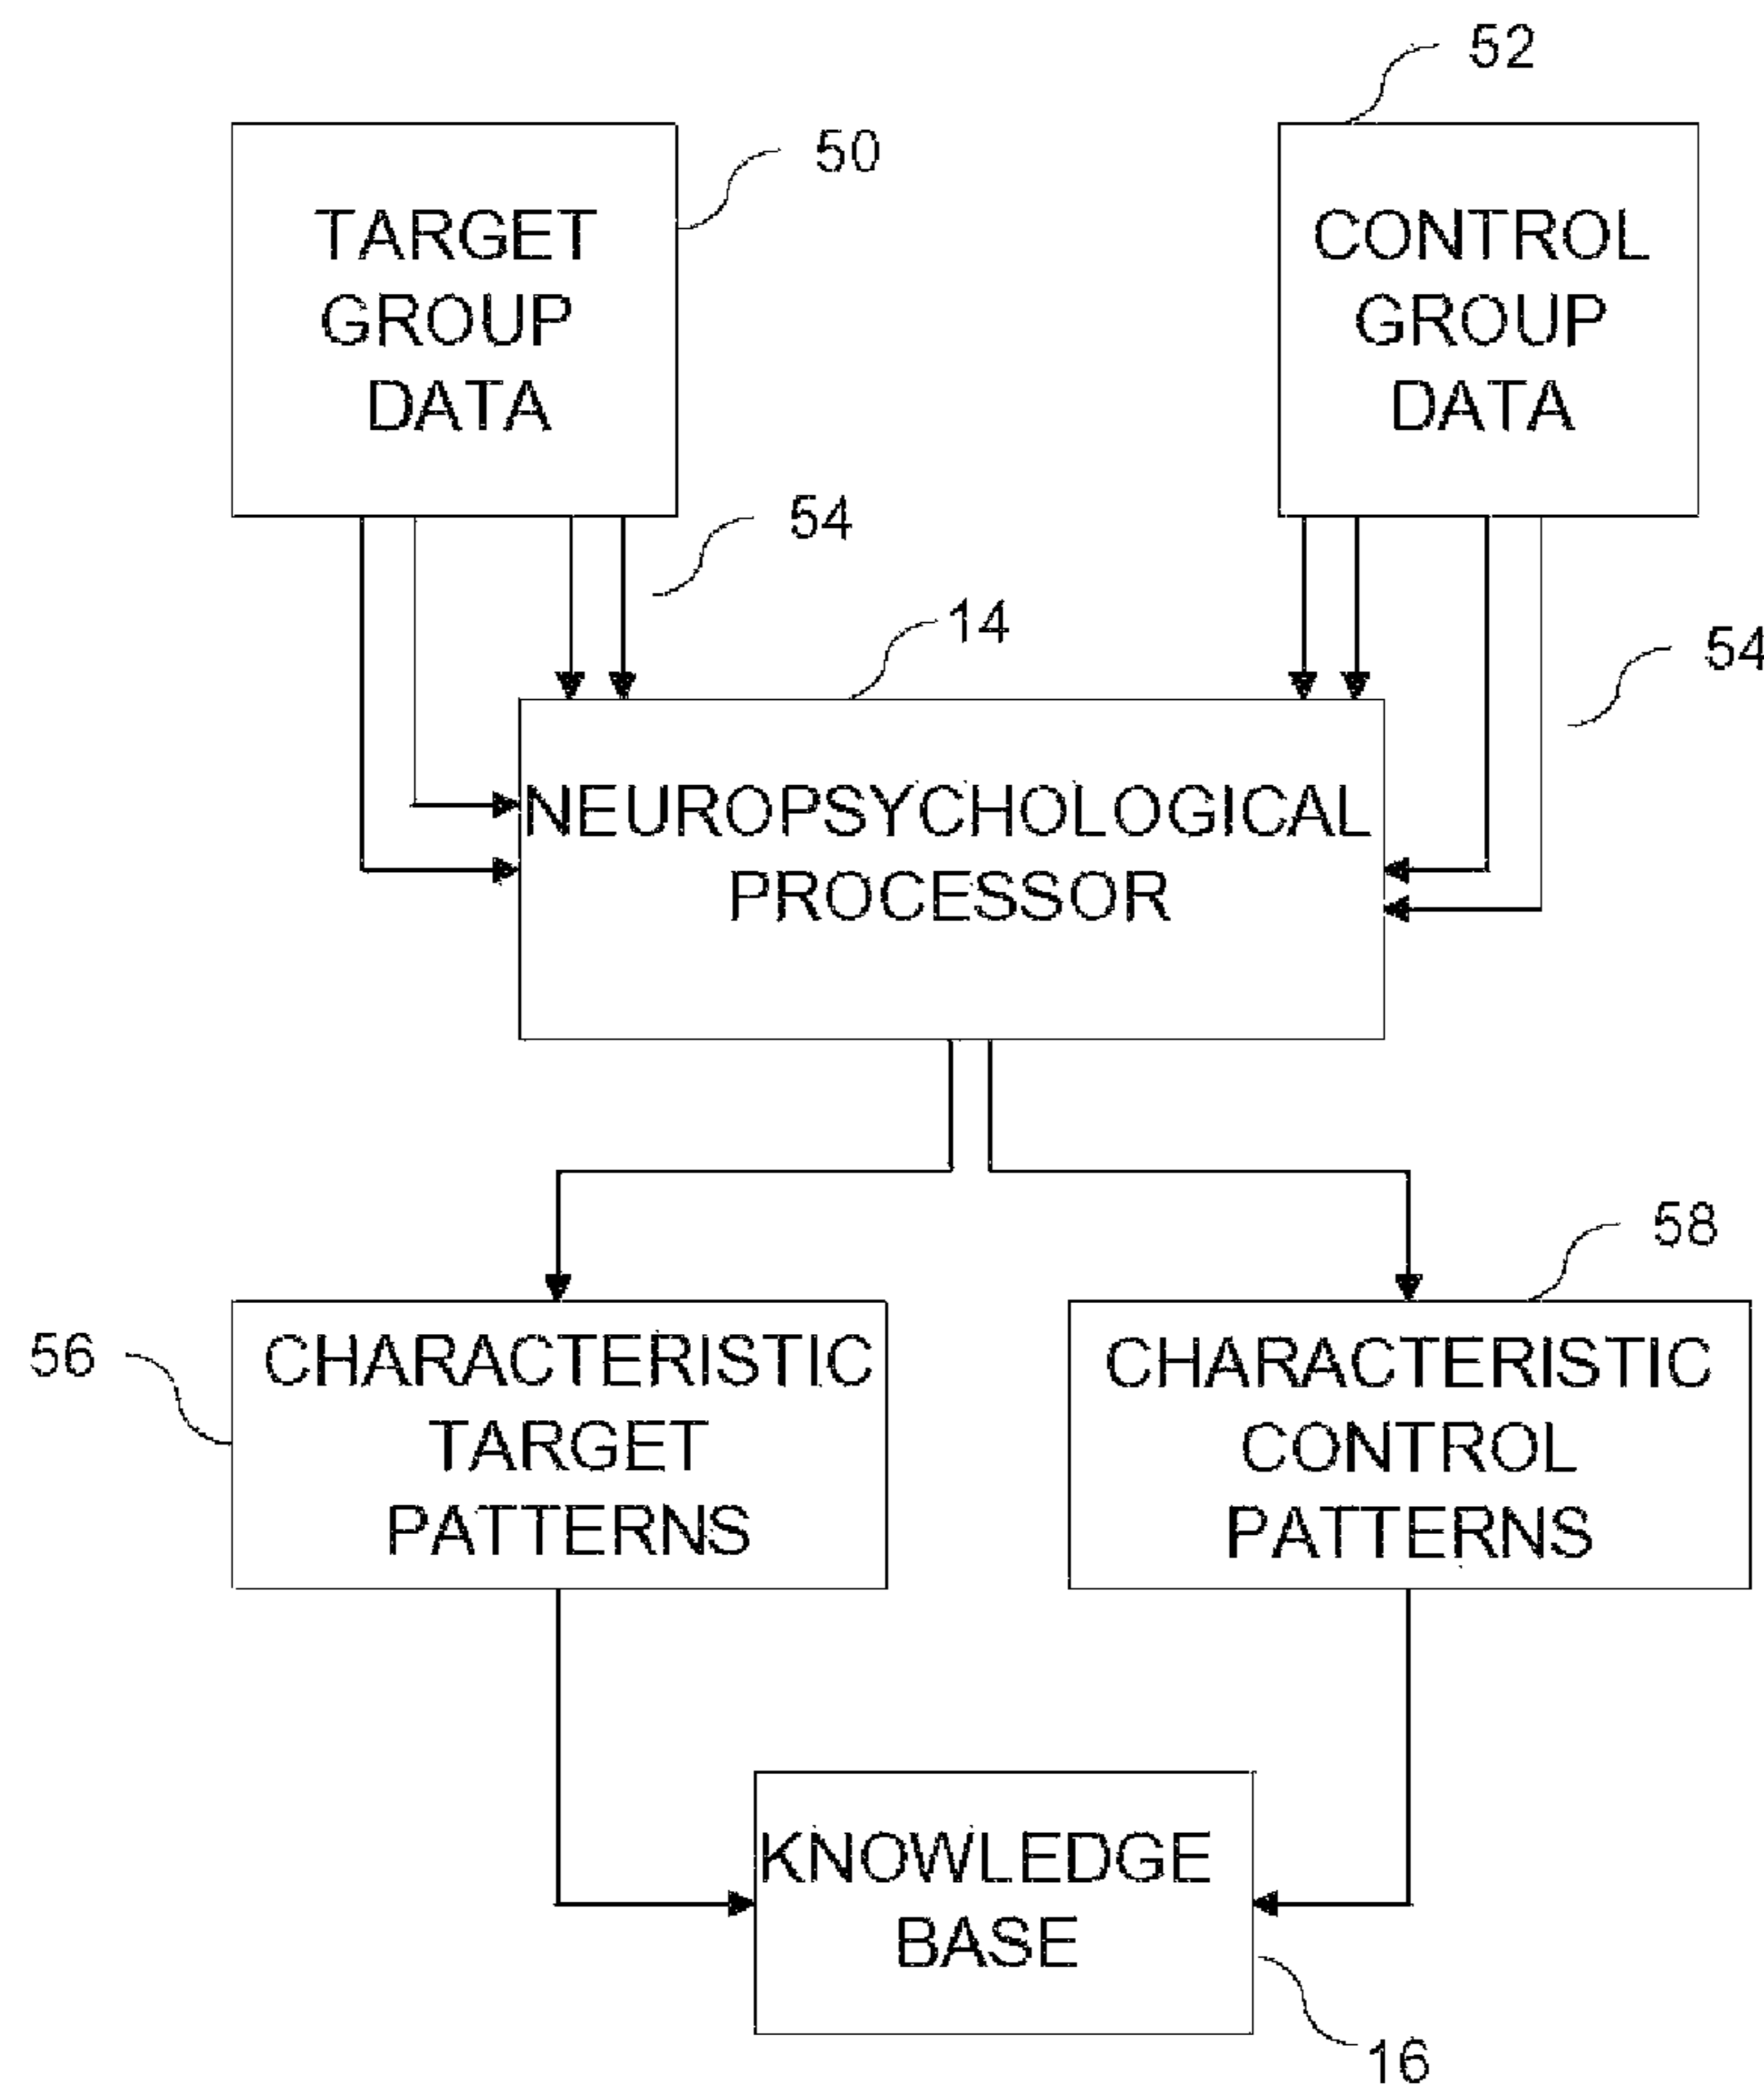 52
50
TARGET
GROUP
DATA
CONTROL
GROUP
DATA
54
14
54
NEUROPSYCHOLOGICAL
PROCESSOR
58
56
CHARACTERISTIC
TARGET
PATTERNS
CHARACTERISTIC
CONTROL
PATTERNS
KNOWLEDGE
BASE
16